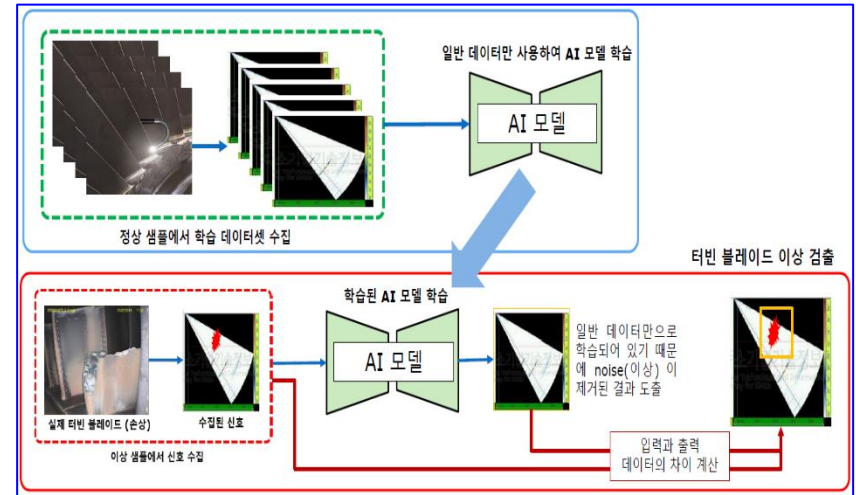 일반 데이터만 사용하여 AI 모델 학습
AI 모델
정상 샘플에서 학습 데이터셋 수집
터빈 블레이드 이상 검출
학습된 AI 모델 학습
AI 모델
일반 데이터만으로
학습되어 있기 때문
에 noise(이상) 이
제거된 결과 도출
실제 터빈 블레이드 (손상)
수집된 신호
이상 샘플에서 신호 수집
입력과 출력
데이터의 차이 계산